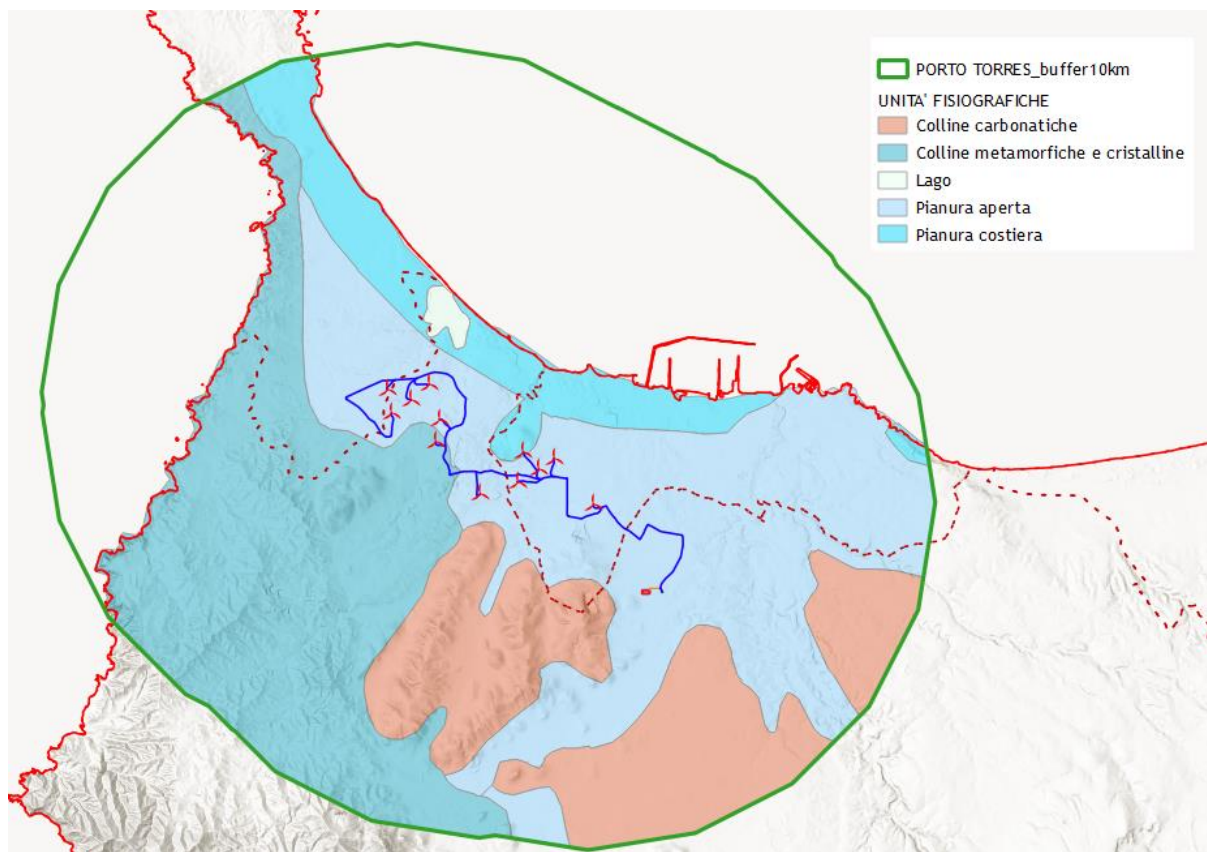 PORTO TORRES_buffer10km
UNITA' FISIOGRAFICHE
Colline carbonatiche
Colline metamorfiche e cristalline
Lago
Pianura aperta
Pianura costiera